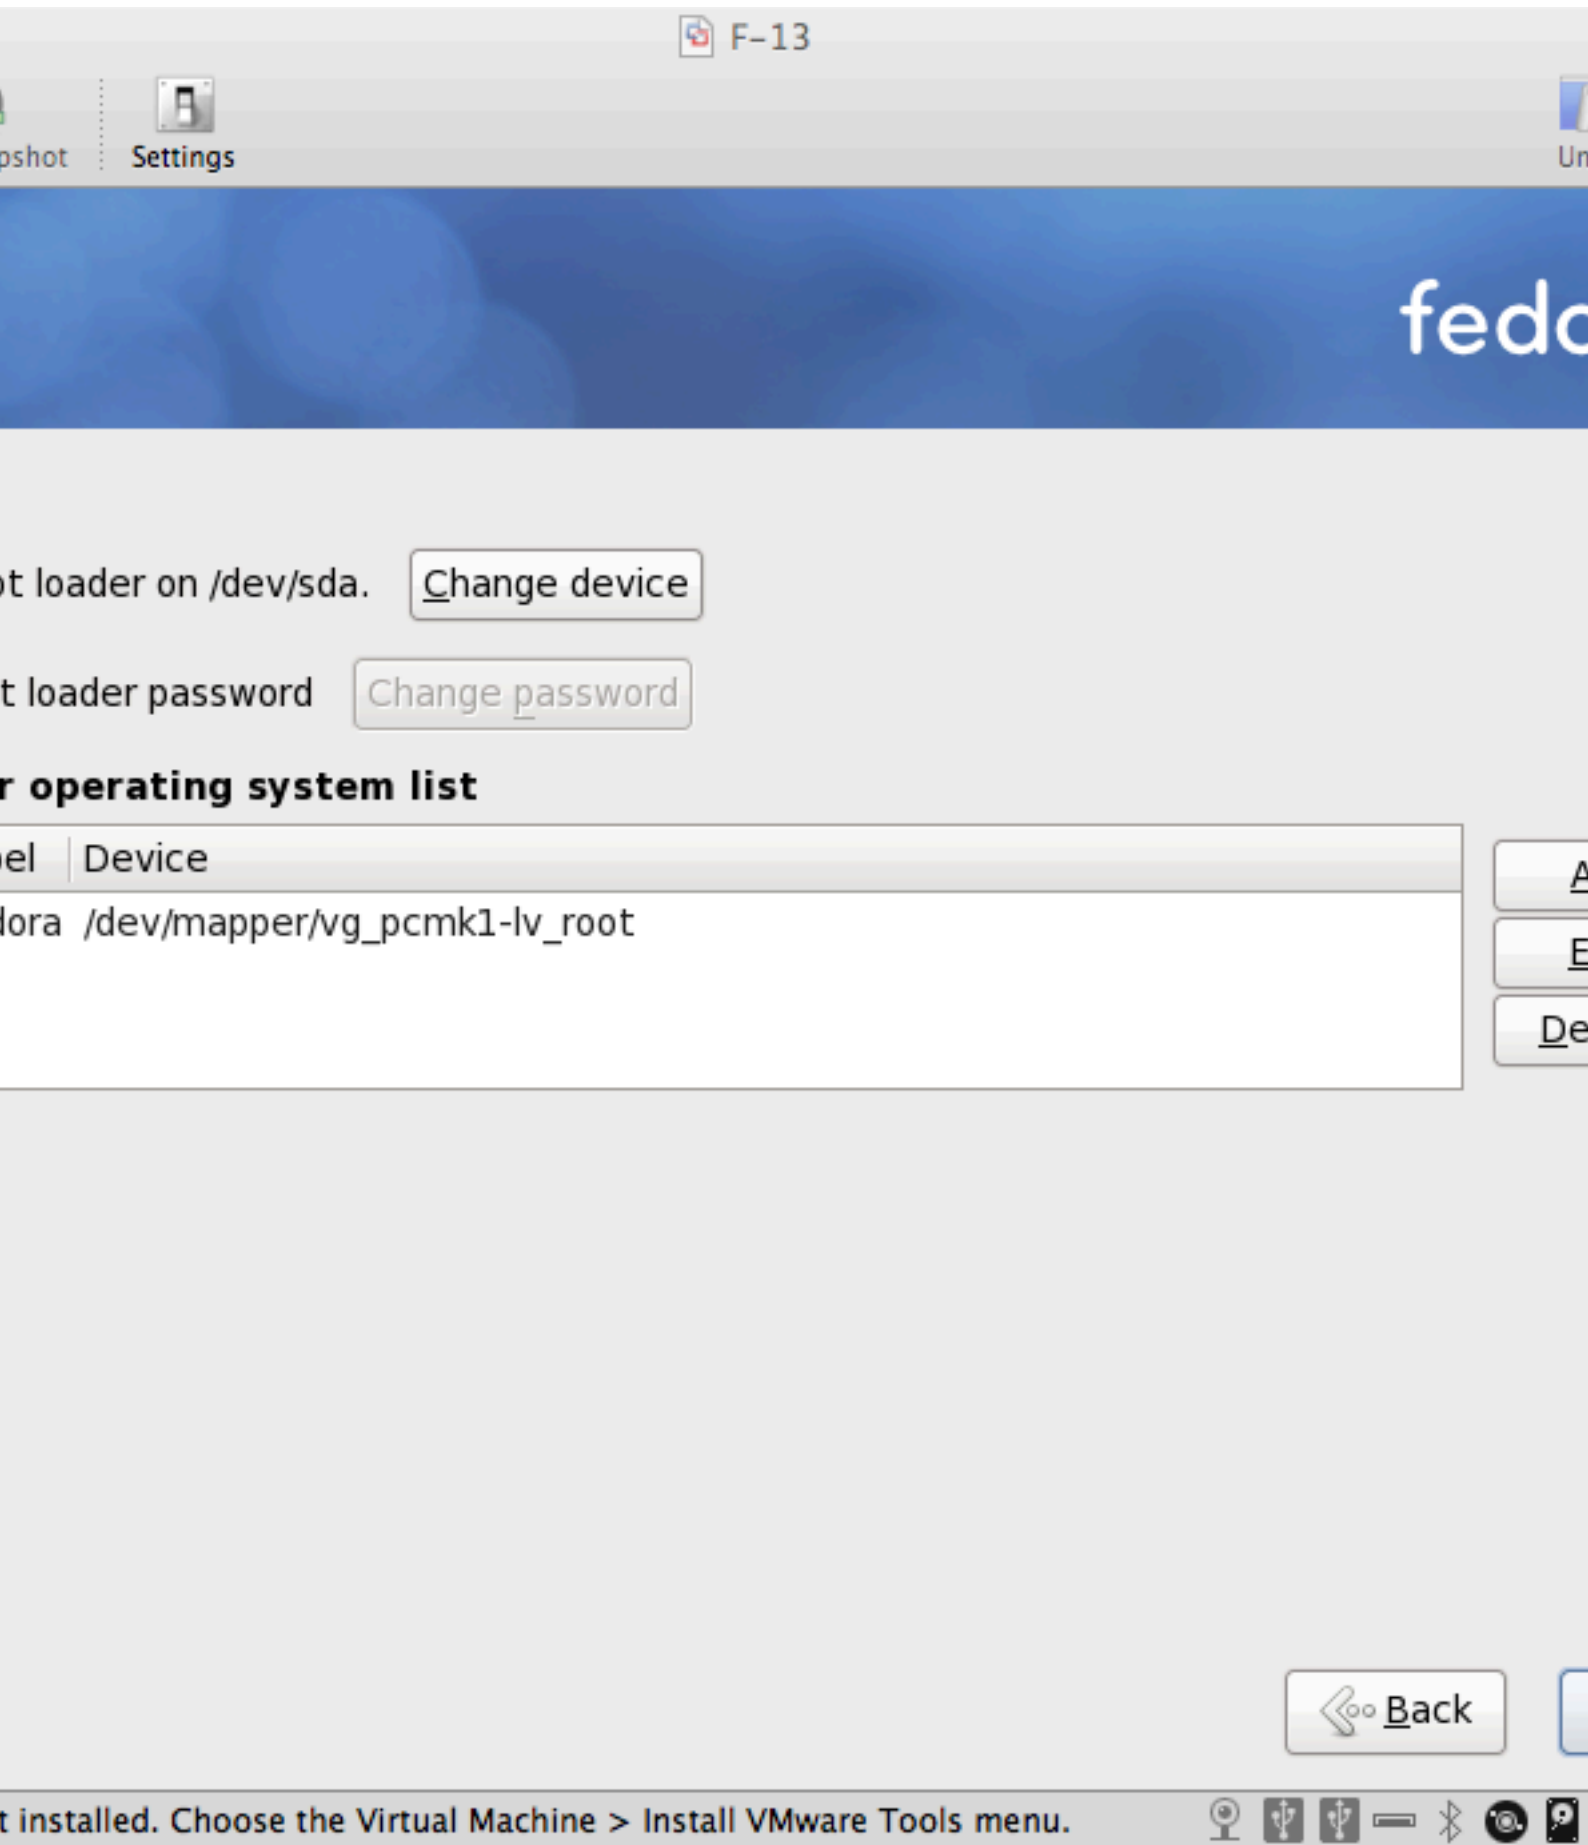 F-13
pshot Settings Un
fedo
ot loader on /dev/sda. Change device
t loader password Change password
r operating system list
el Device
dora /dev/mapper/vg_pcmk1-lv_root
A
E
De
Back
t installed. Choose the Virtual Machine > Install VMware Tools menu.